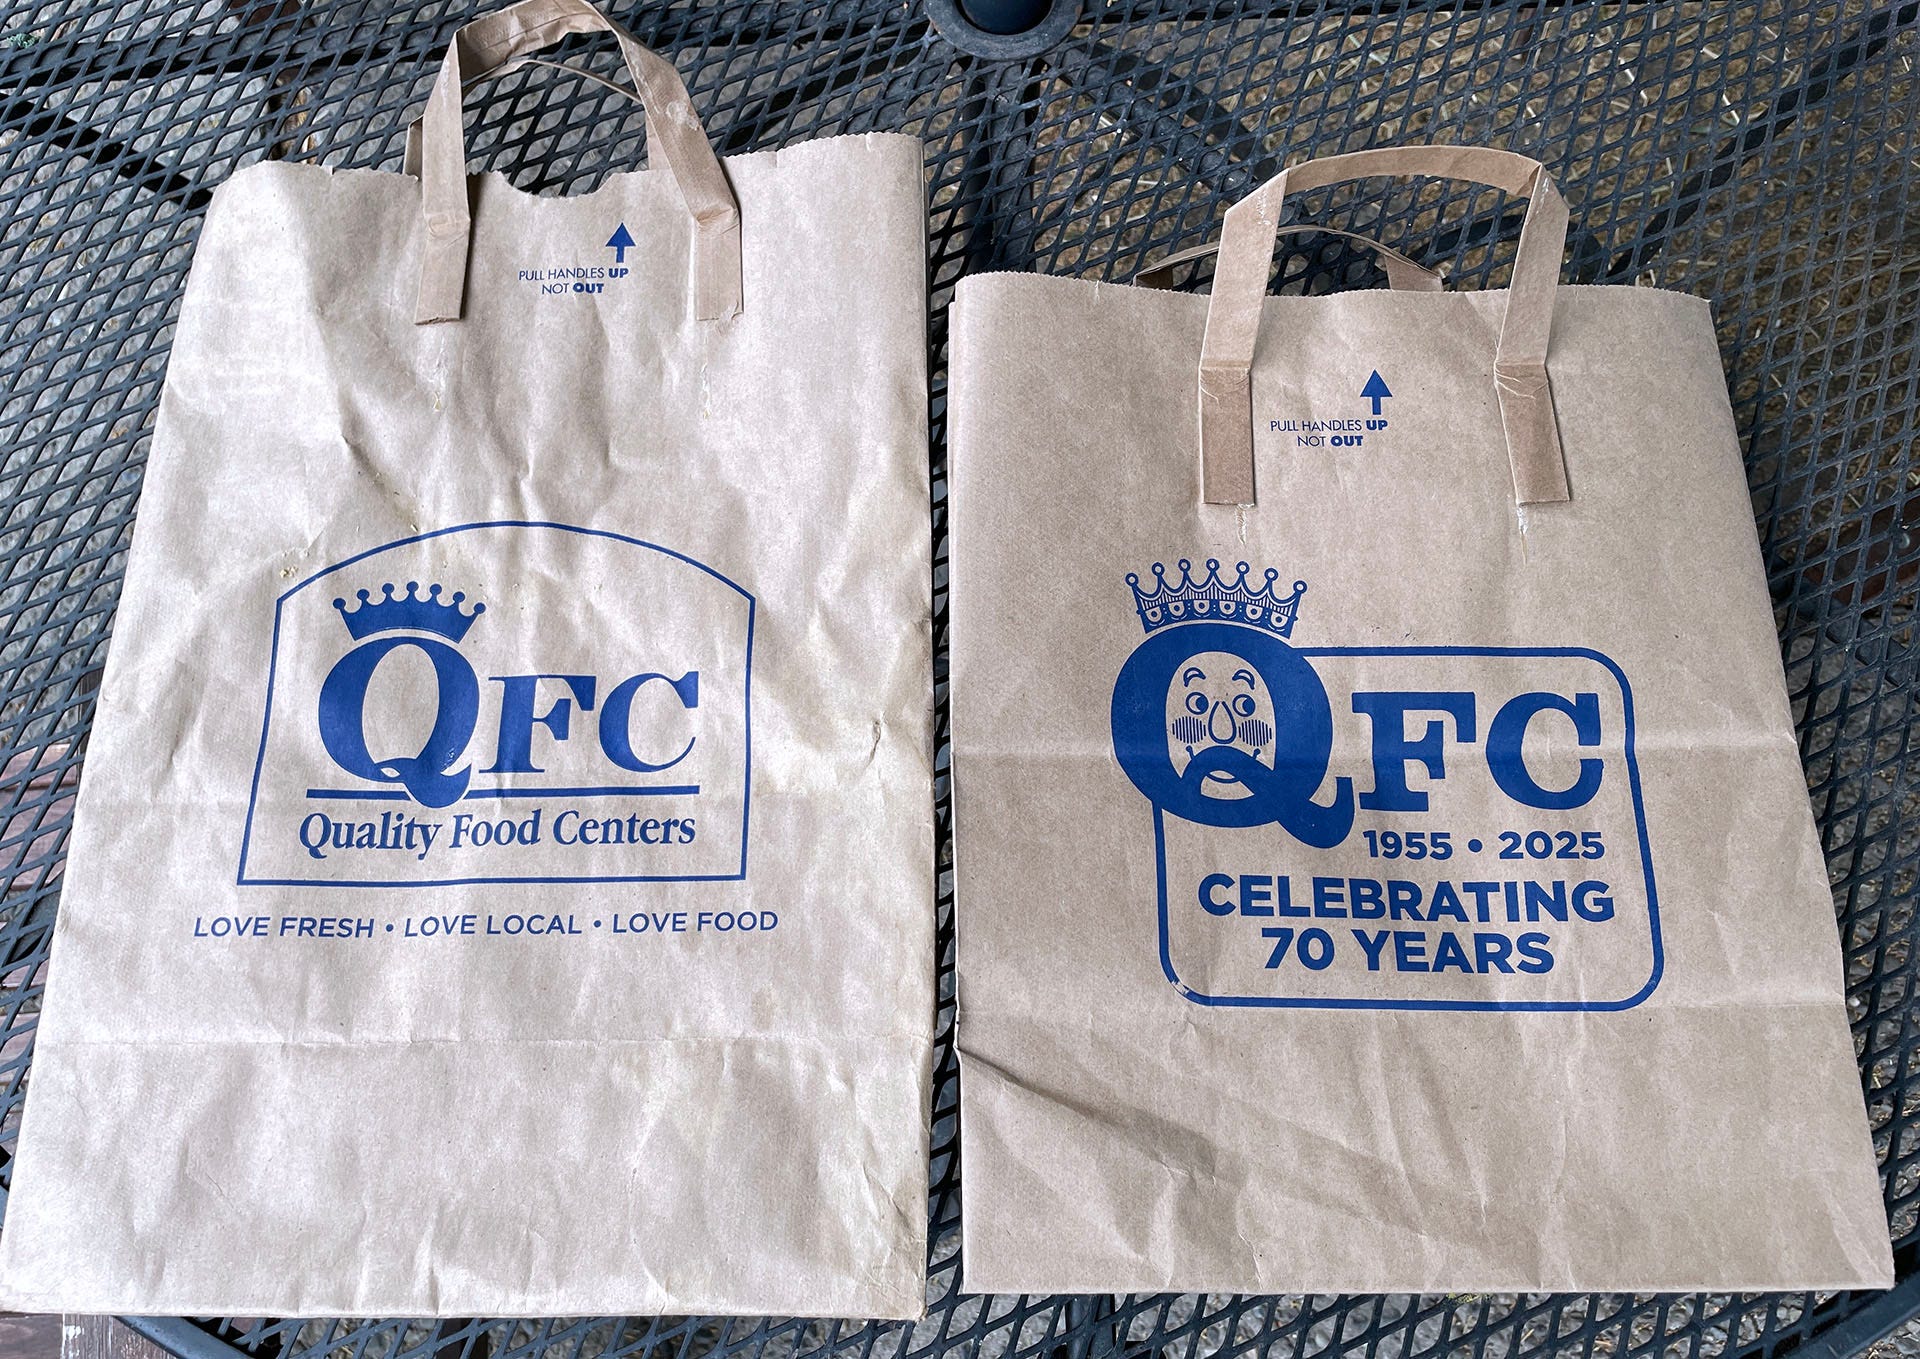 PULL HANDLES UP
NOT OUT
QFC
Quality Food Centers
LOVE FRESH • LOVE LOCAL • LOVE FOOD
PULL HANDLES UP
NOT OUT
QFC
1955 • 2025
CELEBRATING
70 YEARS